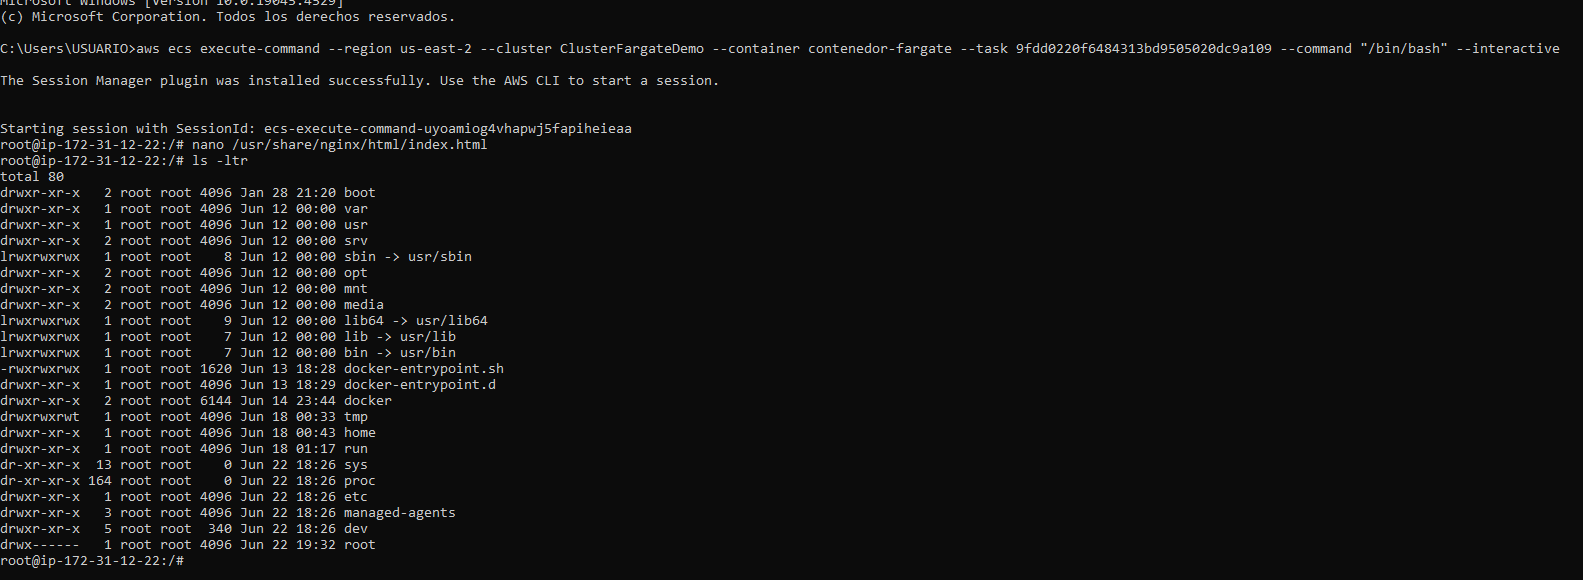 Microsoft Windows [Versión 10.0.19045.4529]
(c) Microsoft Corporation. Todos los derechos reservados.
C:\Users\USUARIO>aws ecs execute-command --region us-east-2 --cluster ClusterFargateDemo --container contenedor-fargate --task 9fdd0220f6484313bd9505020dc9a109 --command "/bin/bash" --interactive
The Session Manager plugin was installed successfully. Use the AWS CLI to start a session.
Starting session with SessionId: ecs-execute-command-uyoamiog4vhapwj5fapiheieaa
root@ip-172-31-12-22:/# nano /usr/share/nginx/html/index.html
root@ip-172-31-12-22:/# ls -ltr
total 80
drwxr-xr-x   2 root root 4096 Jan 28 21:20 boot
drwxr-xr-x   1 root root 4096 Jun 12 00:00 var
drwxr-xr-x   1 root root 4096 Jun 12 00:00 usr
drwxr-xr-x   2 root root 4096 Jun 12 00:00 srv
lrwxrwxrwx   1 root root    8 Jun 12 00:00 sbin -> usr/sbin
drwxr-xr-x   2 root root 4096 Jun 12 00:00 opt
drwxr-xr-x   2 root root 4096 Jun 12 00:00 mnt
drwxr-xr-x   2 root root 4096 Jun 12 00:00 media
lrwxrwxrwx   1 root root    9 Jun 12 00:00 lib64 -> usr/lib64
lrwxrwxrwx   1 root root    7 Jun 12 00:00 lib -> usr/lib
lrwxrwxrwx   1 root root    7 Jun 12 00:00 bin -> usr/bin
-rwxrwxrwx   1 root root 1620 Jun 13 18:28 docker-entrypoint.sh
drwxr-xr-x   1 root root 4096 Jun 13 18:29 docker-entrypoint.d
drwxr-xr-x   2 root root 6144 Jun 14 23:44 docker
drwxrwxrwt   1 root root 4096 Jun 18 00:33 tmp
drwxr-xr-x   1 root root 4096 Jun 18 00:43 home
drwxr-xr-x   1 root root 4096 Jun 18 01:17 run
dr-xr-xr-x  13 root root    0 Jun 22 18:26 sys
dr-xr-xr-x 164 root root    0 Jun 22 18:26 proc
drwxr-xr-x   1 root root 4096 Jun 22 18:26 etc
drwxr-xr-x   3 root root 4096 Jun 22 18:26 managed-agents
drwxr-xr-x   5 root root  340 Jun 22 18:26 dev
drwx------   1 root root 4096 Jun 22 19:32 root
root@ip-172-31-12-22:/#